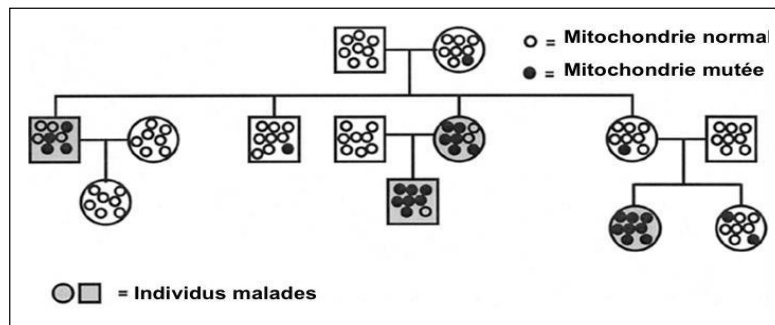 = Mitochondrie normal
= Mitochondrie mutée
= Individus malades